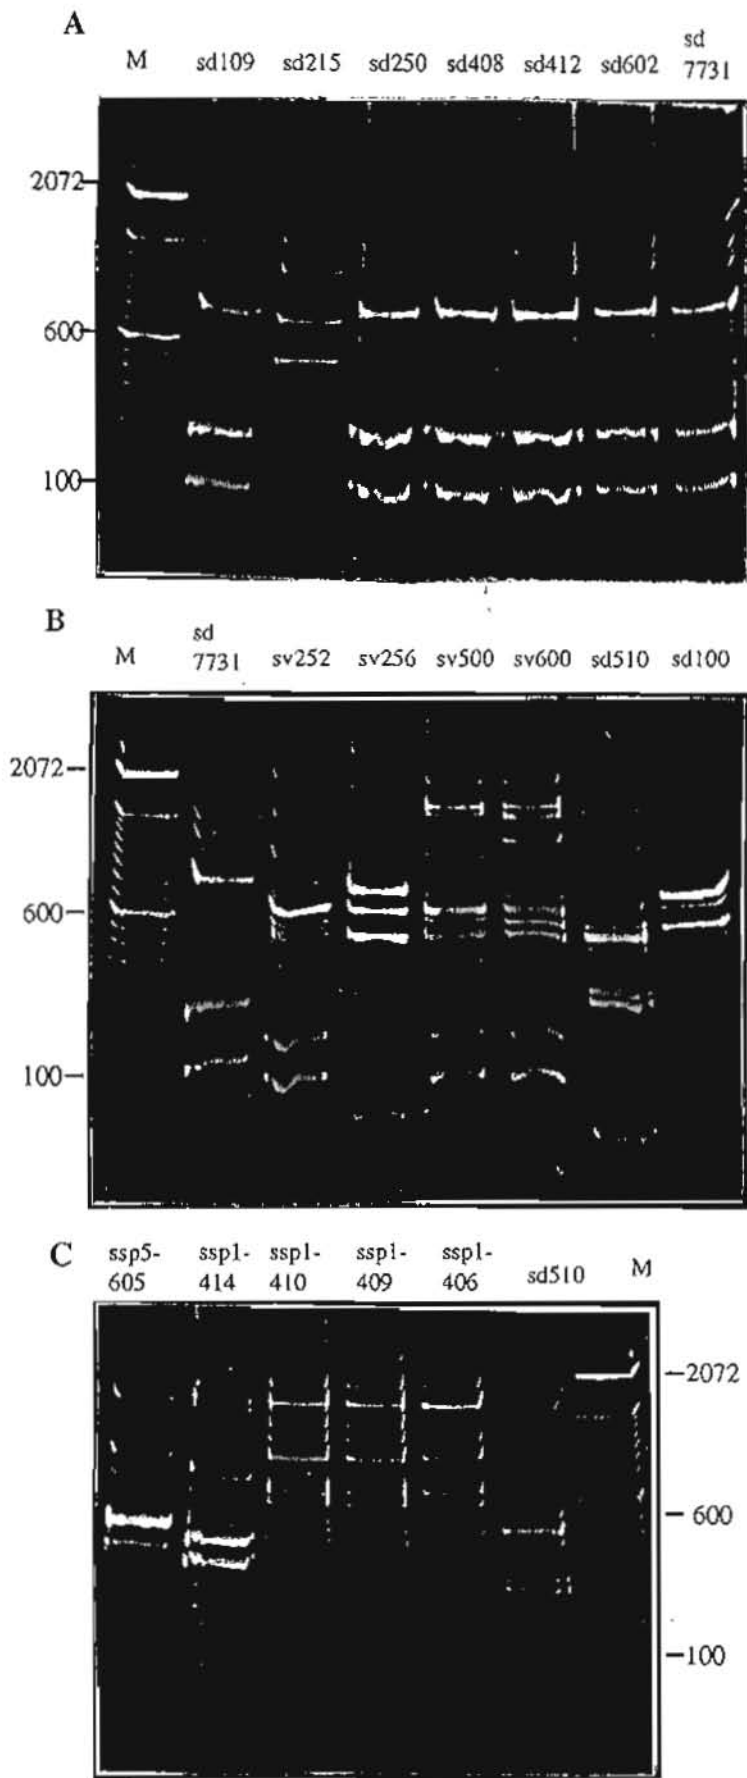 A
M sd109 sd215 sd250 sd408 sd412 sd602 sd
7731
2072
600
100
B
M sd
7731 sv252 sv256 sv500 sv600 sd510 sd100
2072
600
100
C
ssp5- ssp1- ssp1- ssp1- ssp1-
605 414 410 409 406 sd510 M
2072
600
100